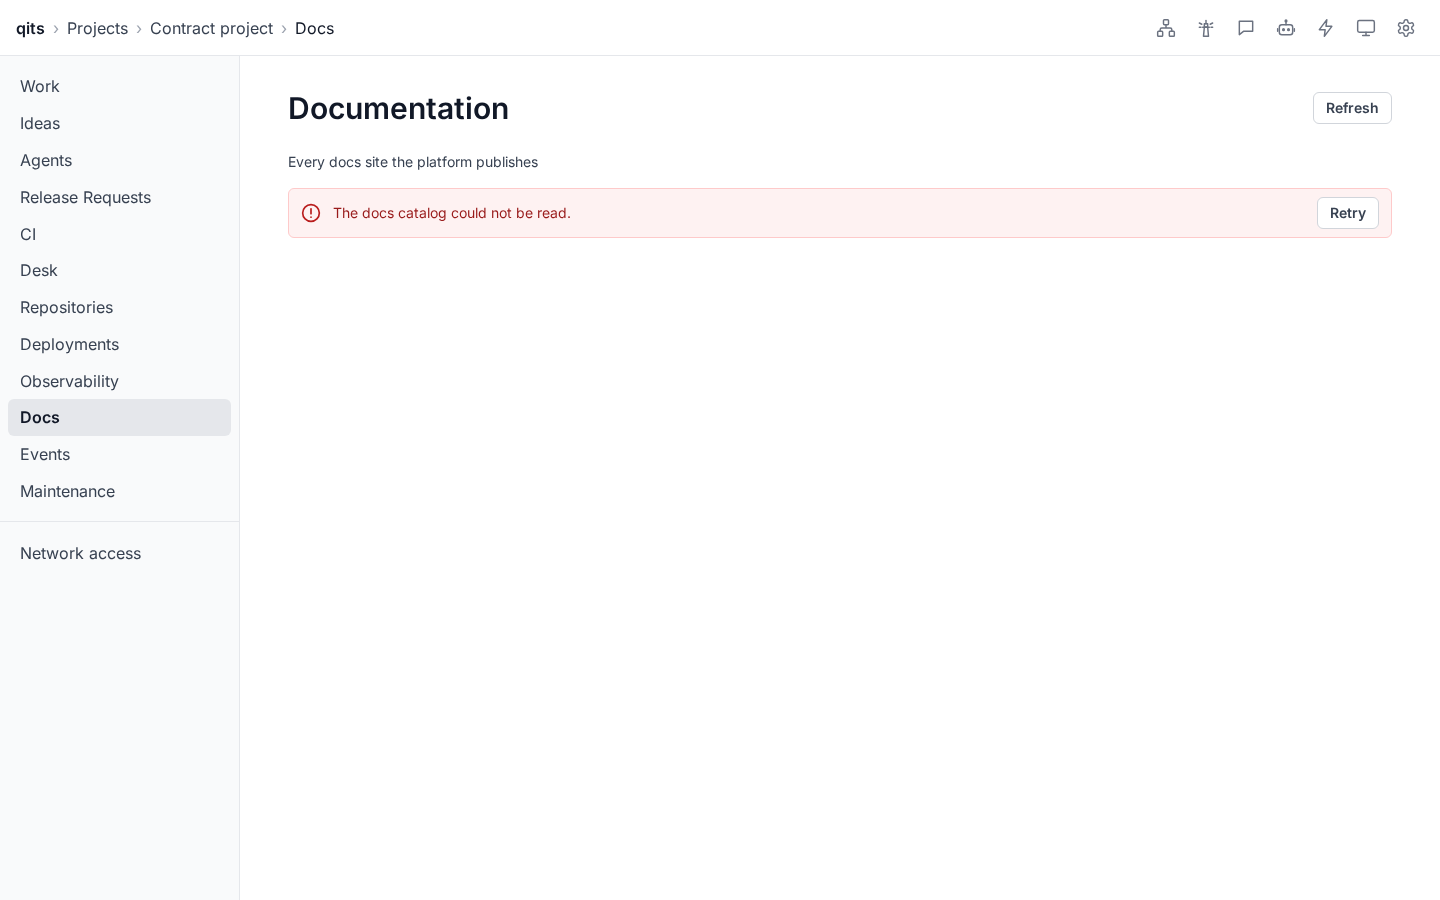 qits › Projects › Contract project › Docs
Work
Ideas
Agents
Release Requests
CI
Desk
Repositories
Deployments
Observability
Docs
Events
Maintenance
Network access
Documentation
Refresh
Every docs site the platform publishes
The docs catalog could not be read.
Retry